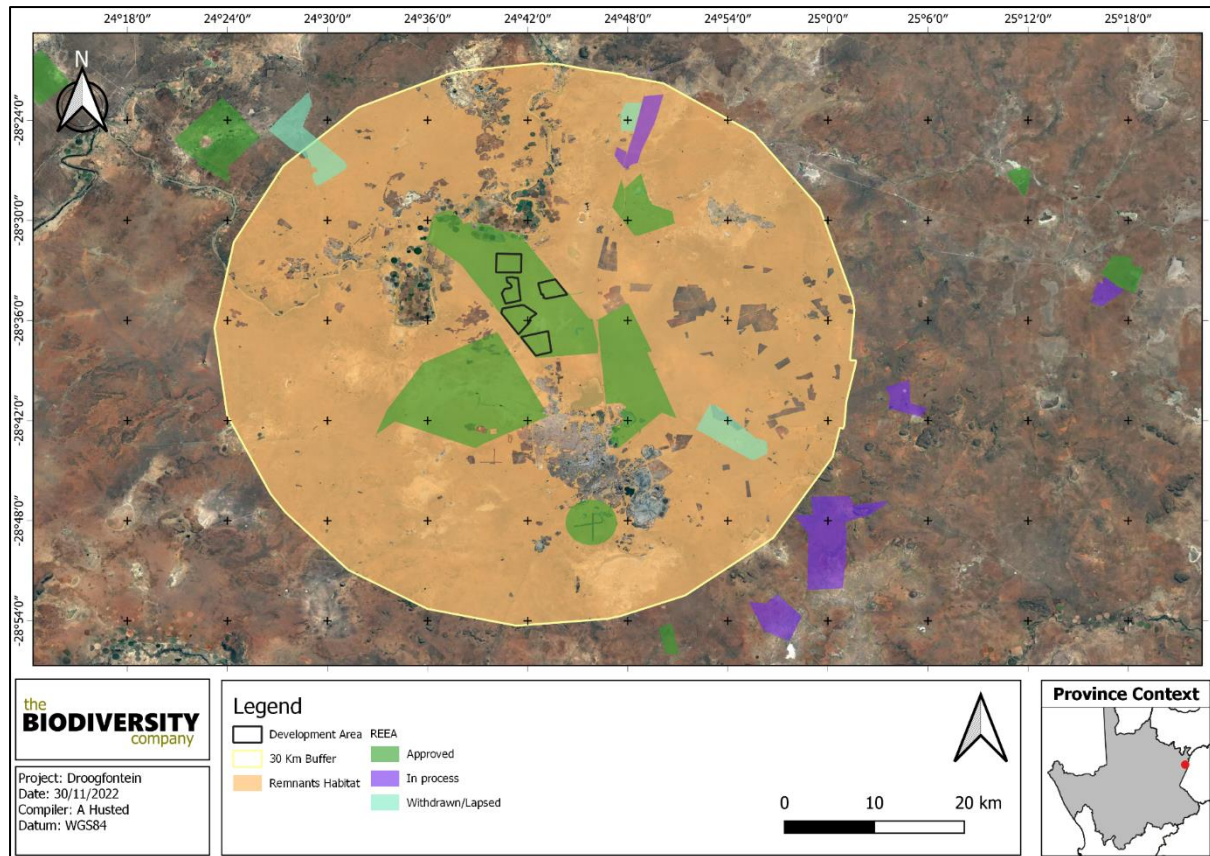 24°18'0" 24°24'0" 24°30'0" 24°36'0" 24°42'0" 24°48'0" 24°54'0" 25°0'0" 25°6'0" 25°12'0" 25°18'0"
N
-28°24'0"
-28°30'0"
-28°36'0"
-28°42'0"
-28°48'0"
-28°54'0"
the
BIODIVERSITY
company
Project: Droogfontein
Date: 30/11/2022
Compiler: A Husted
Datum: WGS84
Legend
Development Area
30 Km Buffer
Remnants Habitat
REEA
Approved
In process
Withdrawn/Lapsed
0 10 20 km
Province Context